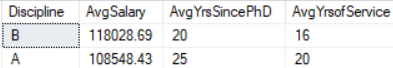 Discipline AvgSalary AvgYrsSincePhD AvgYrsofService
B 118028.69 20 16
A 108548.43 25 20